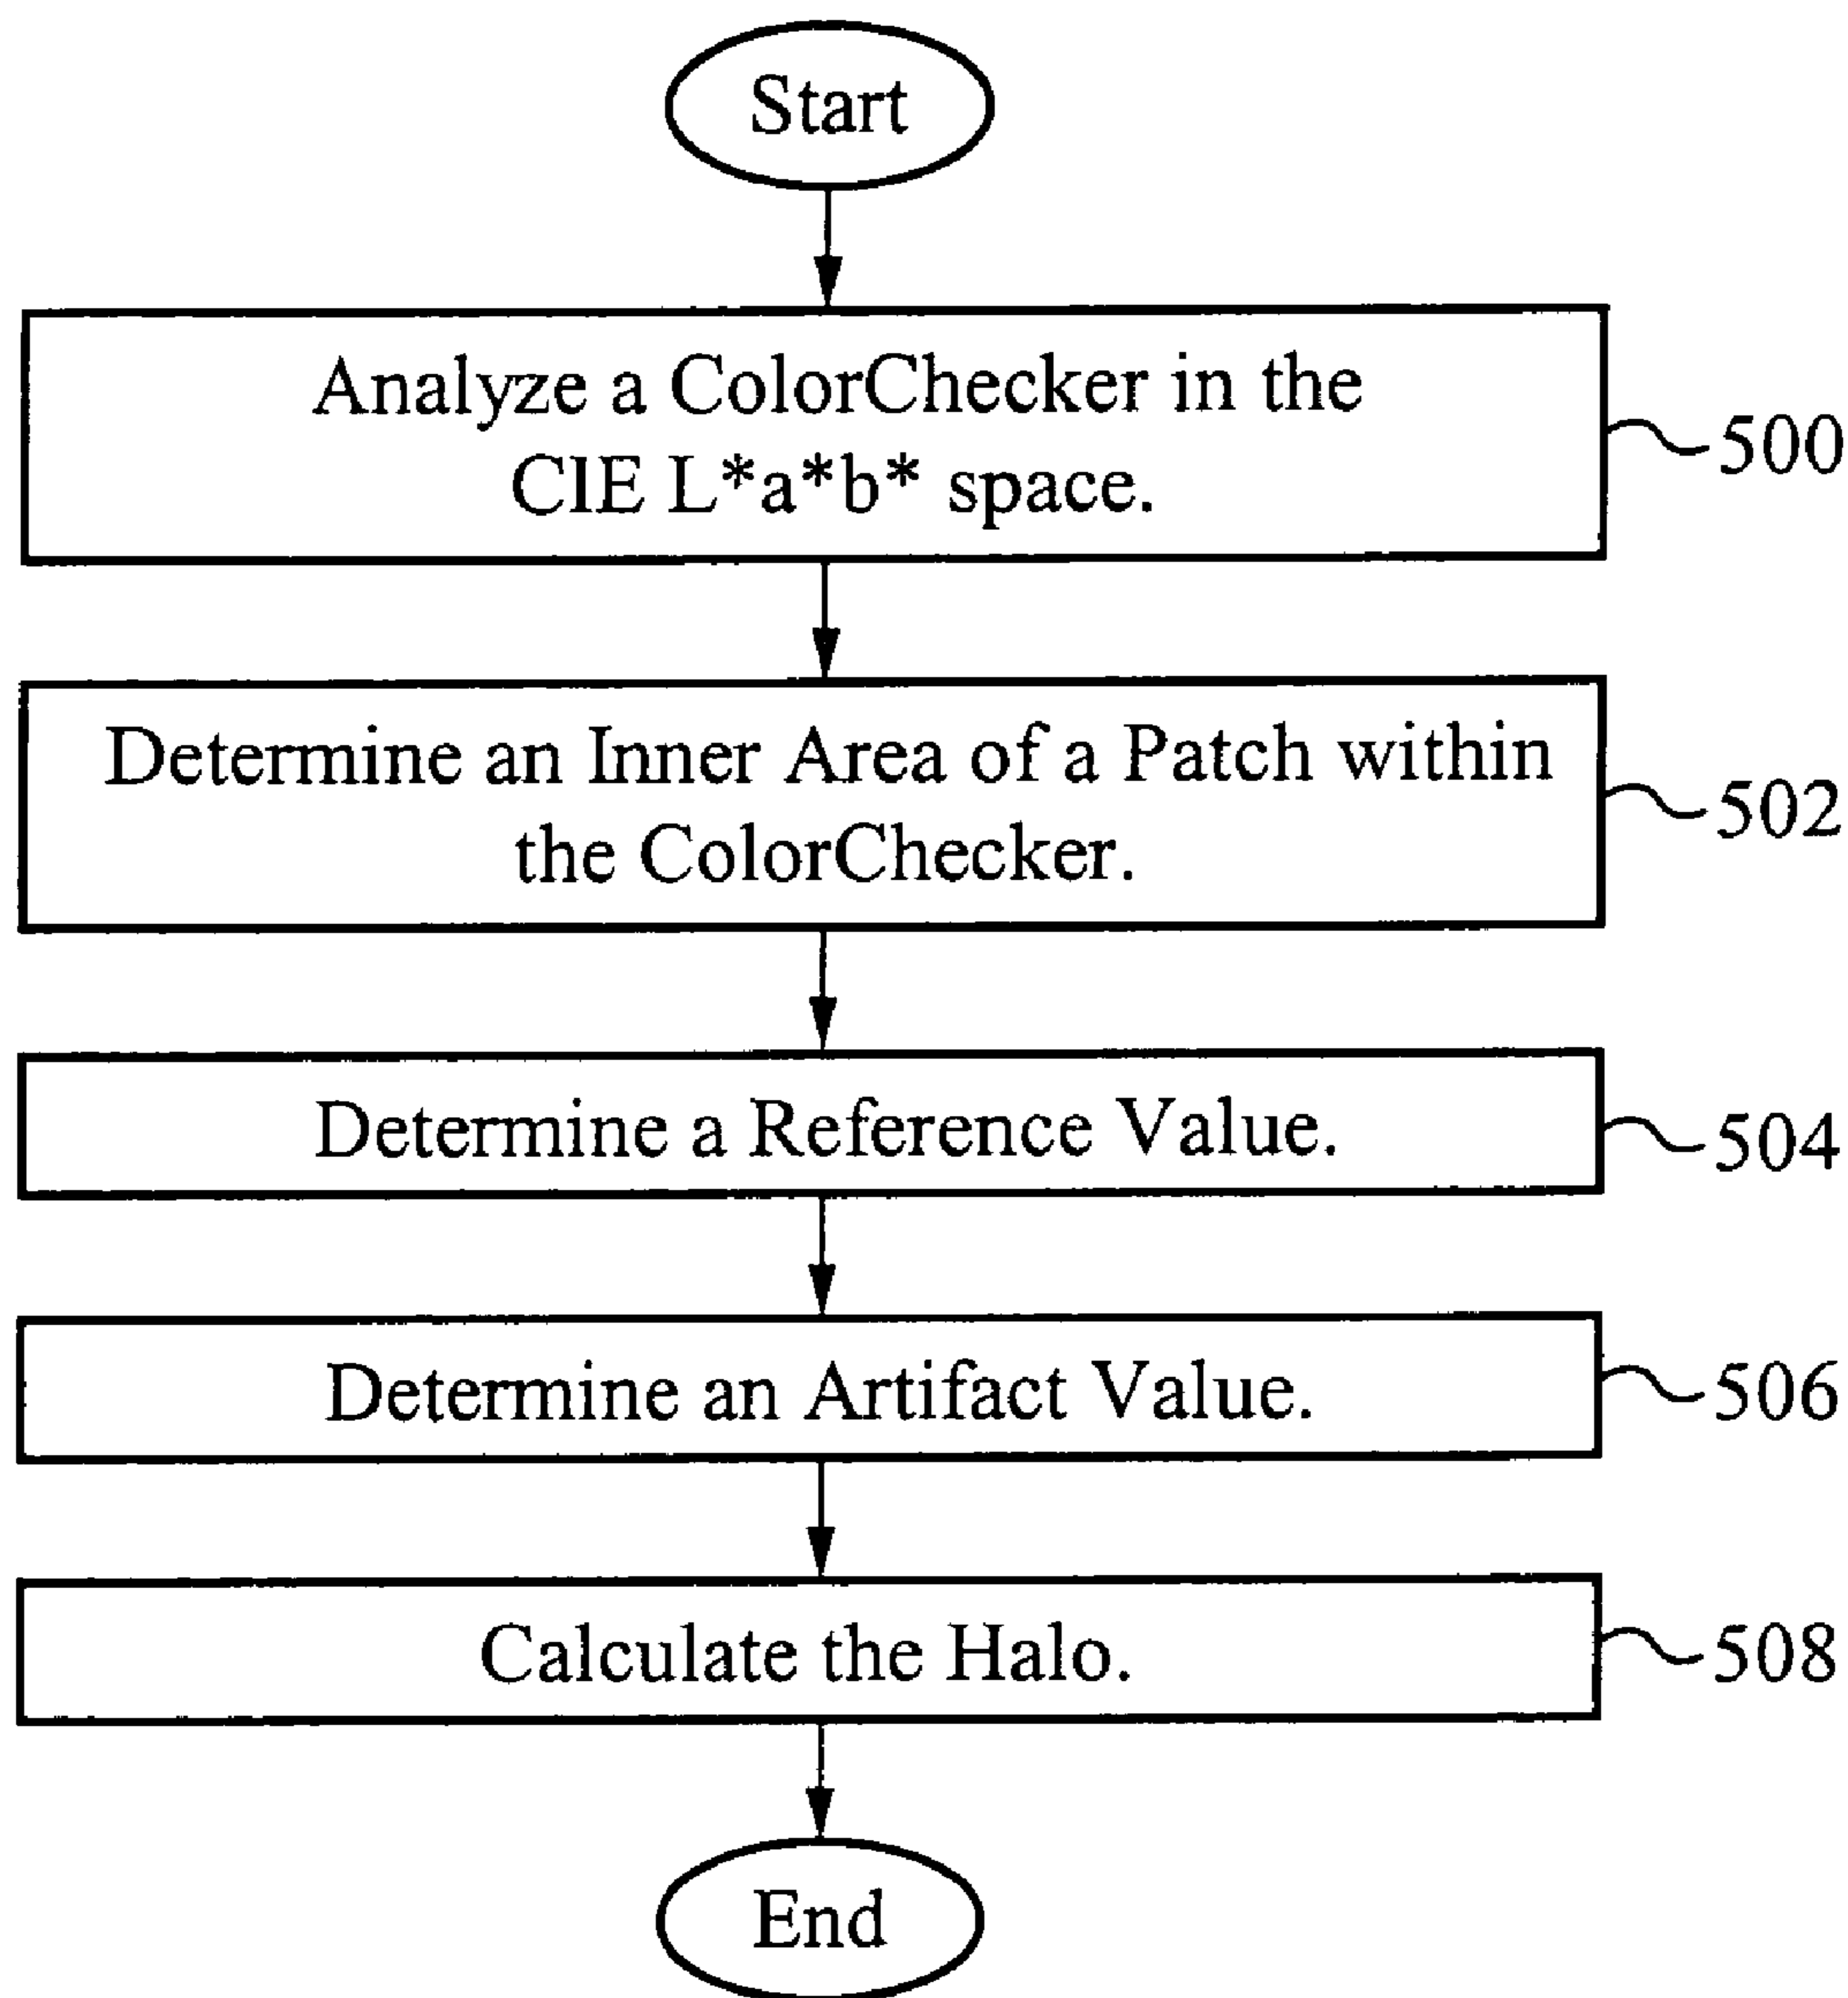 Start
Analyze a ColorChecker in the
CIE L*a*b* space.
500
Determine an Inner Area of a Patch within
the ColorChecker.
502
Determine a Reference Value.
504
Determine an Artifact Value.
506
Calculate the Halo.
508
End